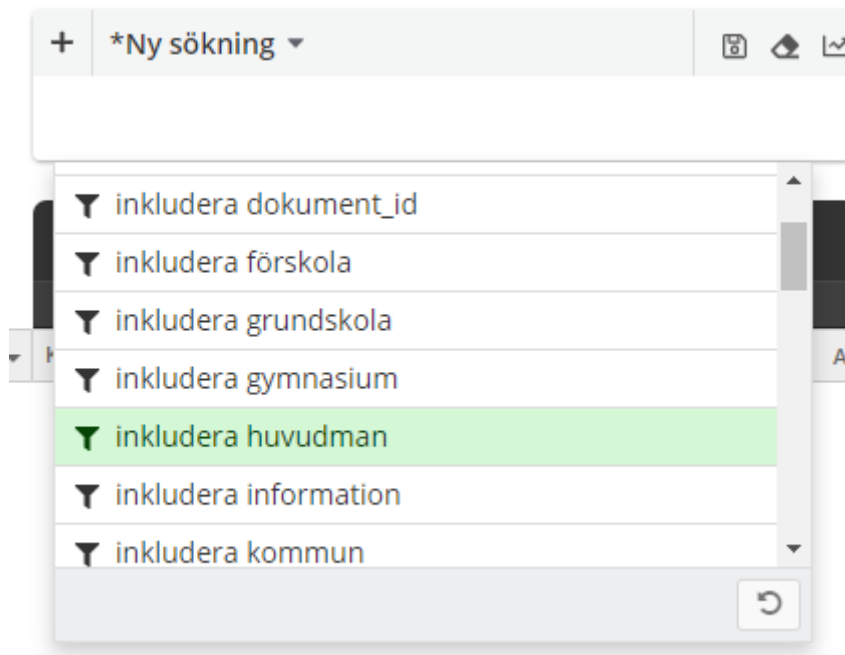 *Ny sökning
inkludera dokument_id
inkludera förskola
inkludera grundskola
inkludera gymnasium
inkludera huvudman
inkludera information
inkludera kommun